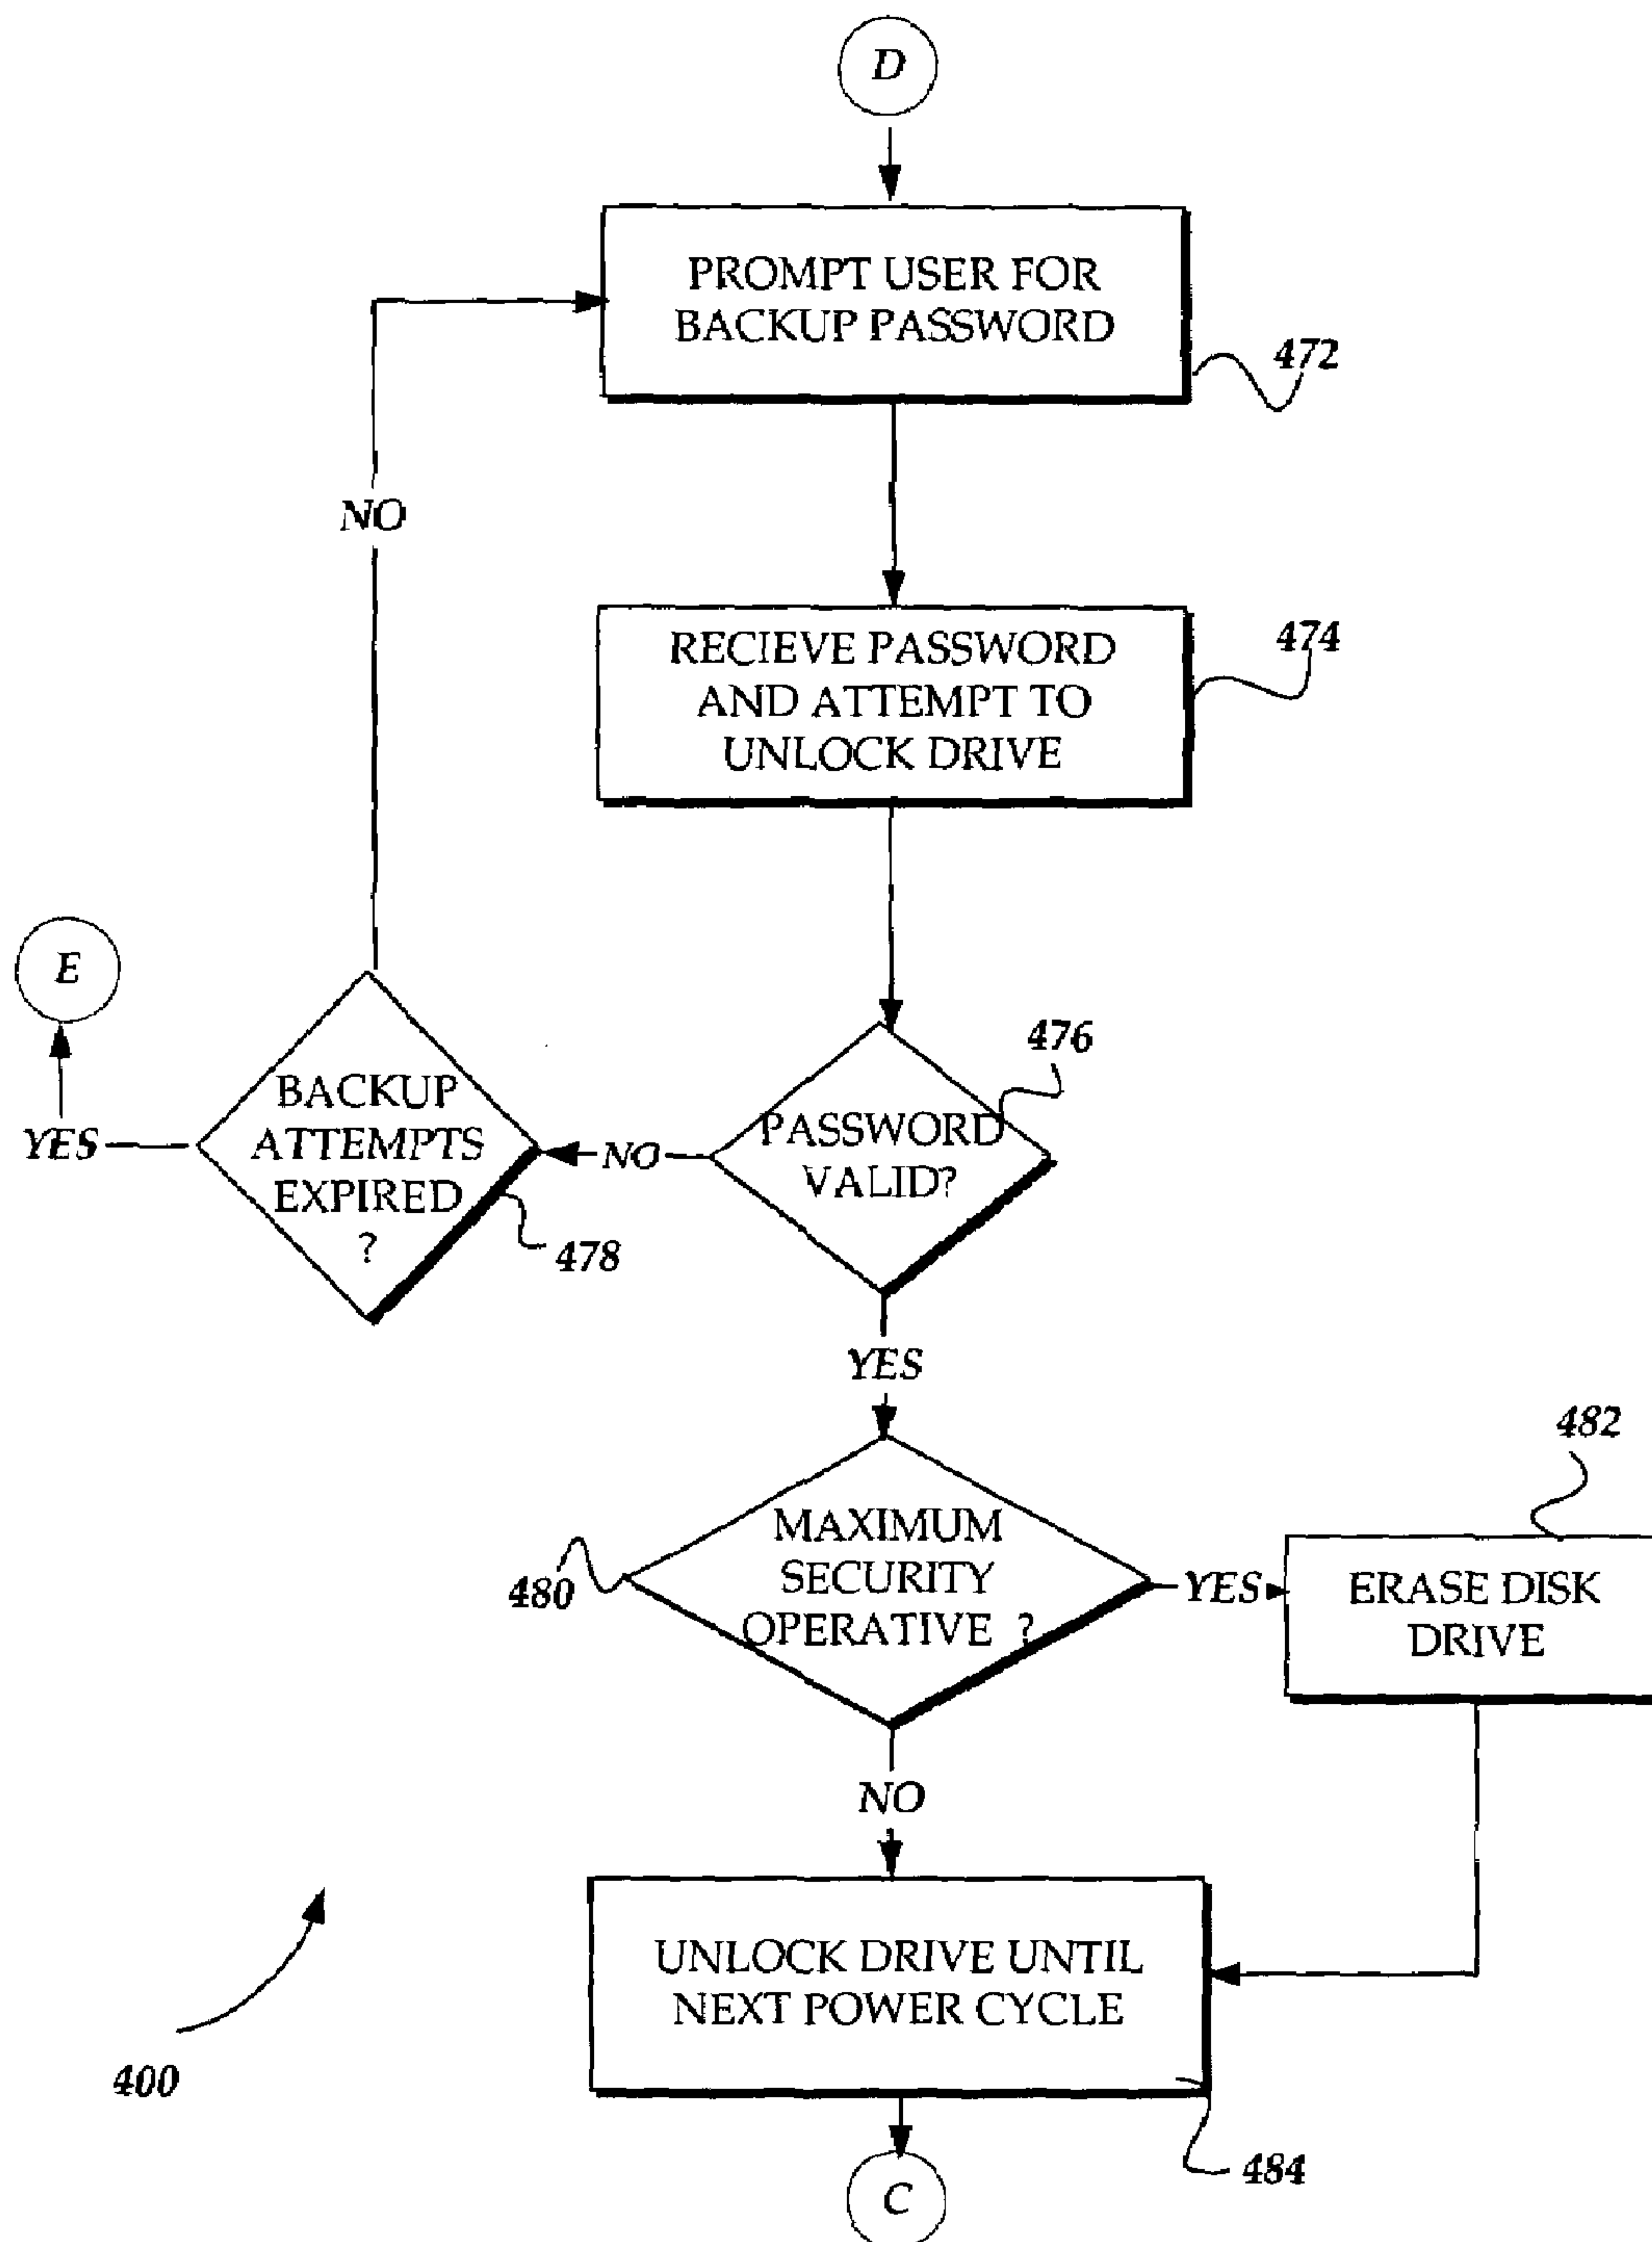 D
PROMPT USER FOR
BACKUP PASSWORD
472
NO
RECIEVE PASSWORD
AND ATTEMPT TO
UNLOCK DRIVE
474
E
YES
BACKUP
ATTEMPTS
EXPIRED
?
478
NO
PASSWORD
VALID?
476
YES
MAXIMUM
SECURITY
OPERATIVE ?
480
YES
ERASE DISK
DRIVE
482
NO
UNLOCK DRIVE UNTIL
NEXT POWER CYCLE
484
400
C